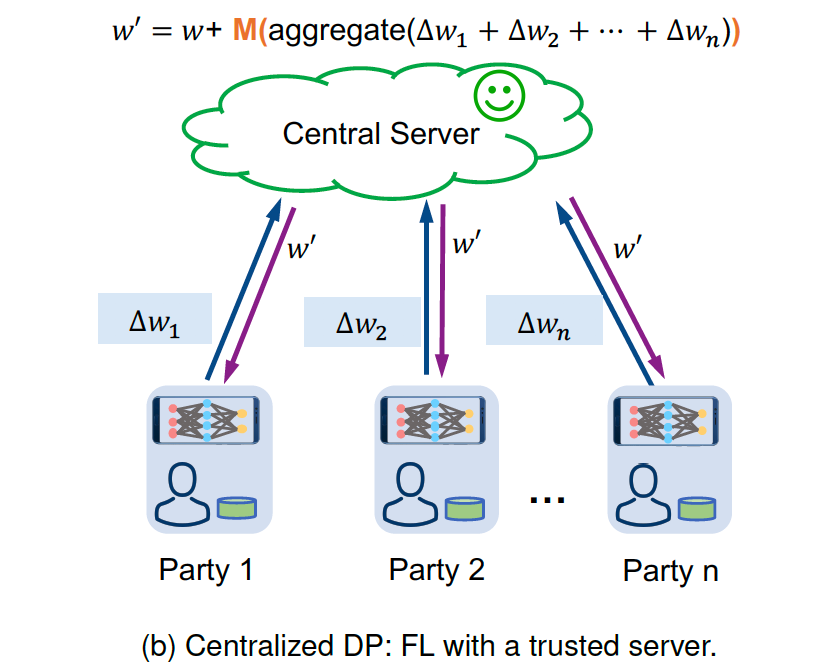 w′ = w+ M(aggregate(Δw₁ + Δw₂ + ⋯ + Δwₙ))
Central Server
w′
w′
w′
Δw₁
Δw₂
Δwₙ
...
Party 1
Party 2
Party n
(b) Centralized DP: FL with a trusted server.